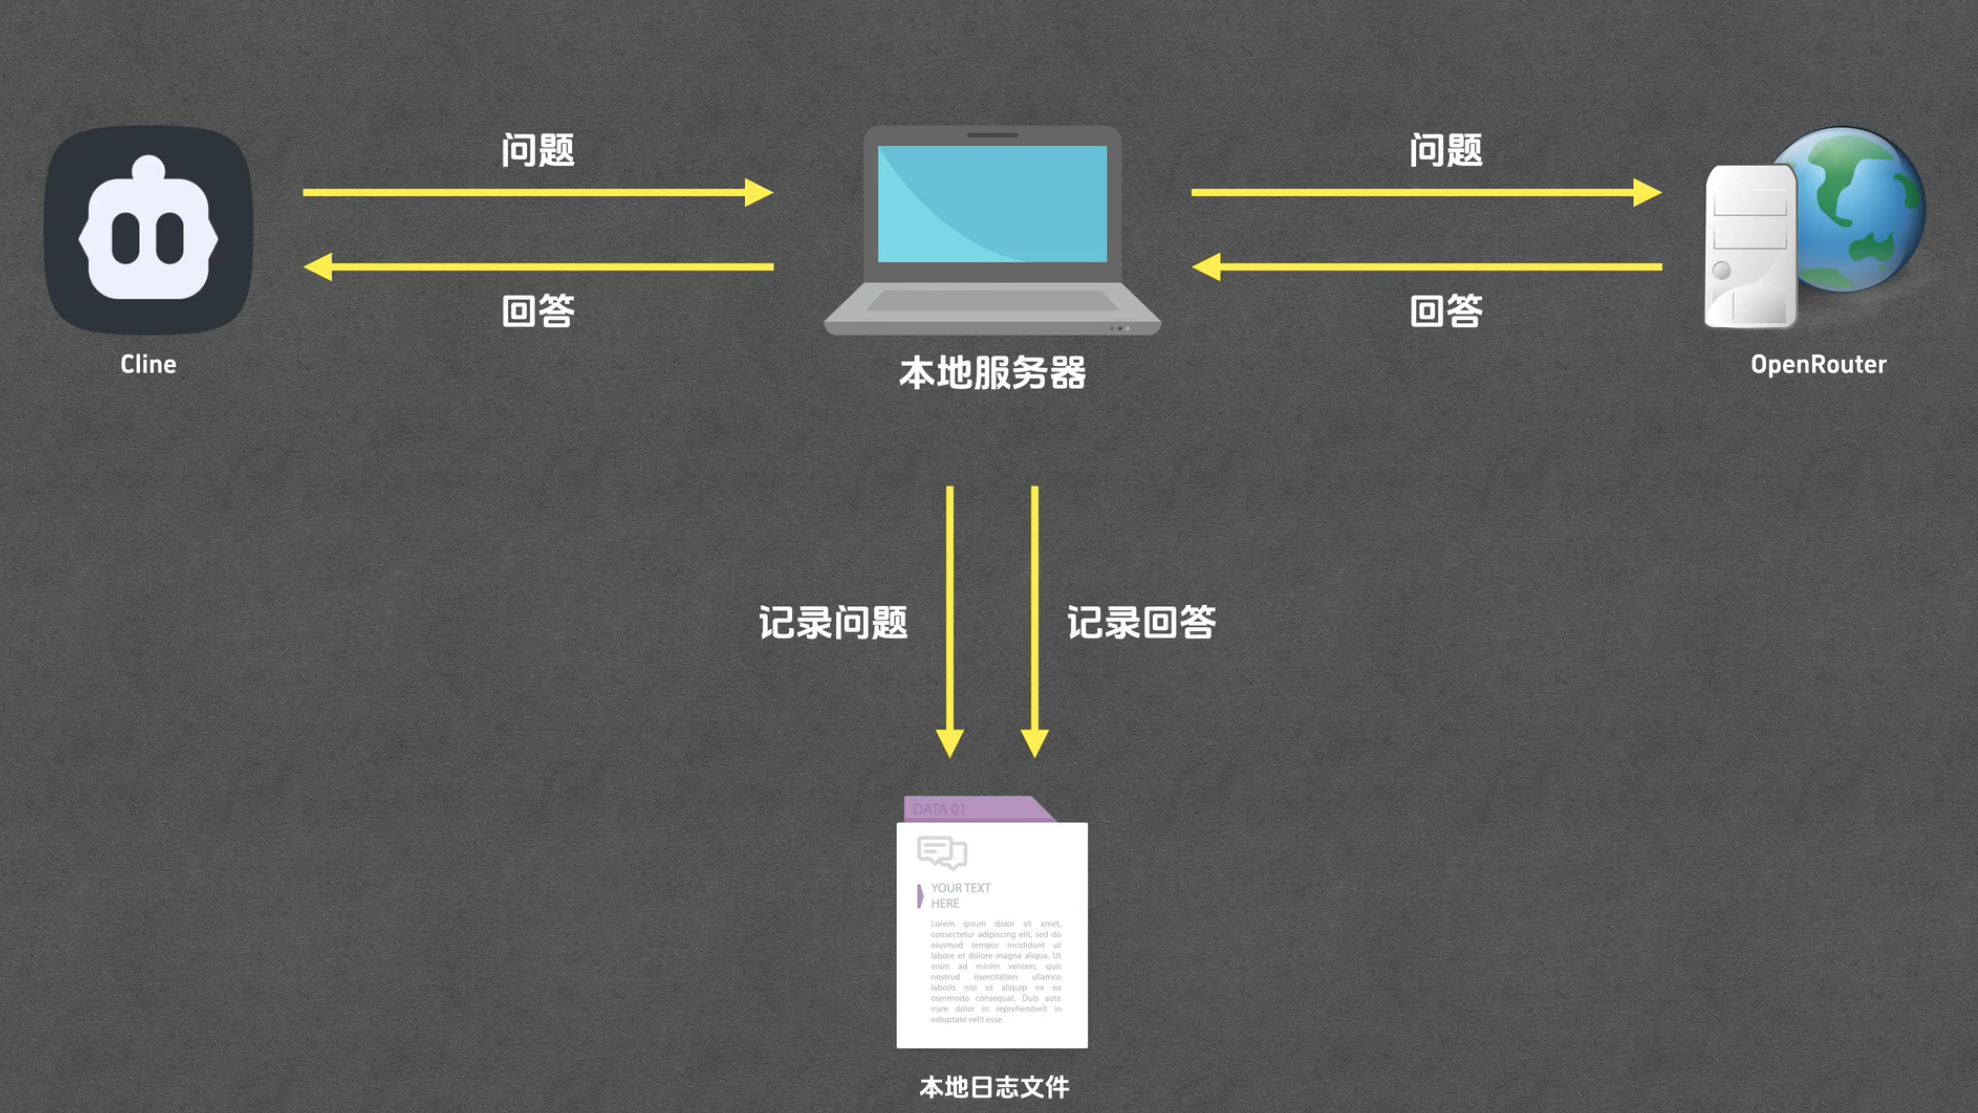 问题
问题
回答
回答
Cline
本地服务器
OpenRouter
记录问题
记录回答
DATA 01
YOUR TEXT
HERE
Lorem ipsum dolor sit amet,
consectetur adipiscing elit, sed do
eiusmod tempor incididunt ut
labore et dolore magna aliqua. Ut
enim ad minim veniam, quis
nostrud exercitation ullamco
laboris nisi ut aliquip ex ea
commodo consequat. Duis aute
irure dolor in reprehenderit in
voluptate velit esse.
本地日志文件